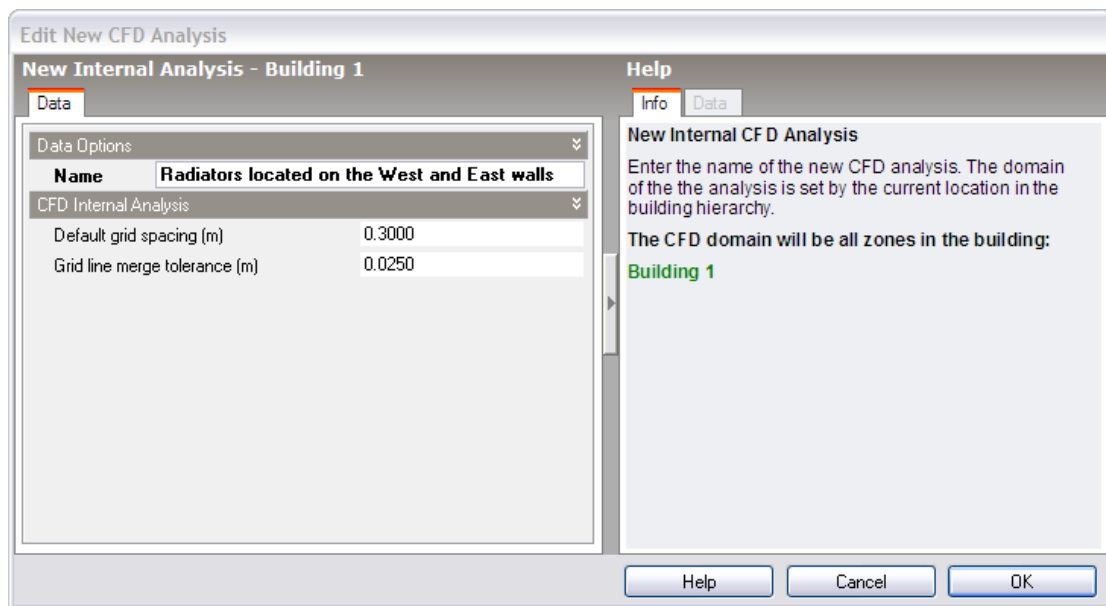 Edit New CFD Analysis
New Internal Analysis - Building 1
Data
Data Options
Name Radiators located on the West and East walls
CFD Internal Analysis
Default grid spacing (m) 0.3000
Grid line merge tolerance (m) 0.0250
Help
Info Data
New Internal CFD Analysis
Enter the name of the new CFD analysis. The domain
of the the analysis is set by the current location in the
building hierarchy.
The CFD domain will be all zones in the building:
Building 1
Help Cancel OK